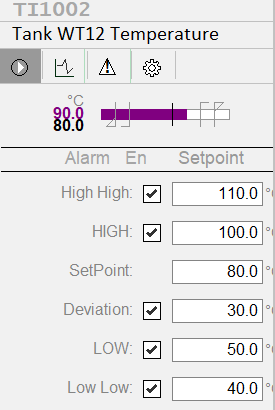 TI1002
Tank WT12 Temperature
°C
90.0
80.0
Alarm En Setpoint
High High: 110.0 °
HIGH: 100.0 °
SetPoint: 80.0 °
Deviation: 30.0 °
LOW: 50.0 °
Low Low: 40.0 °